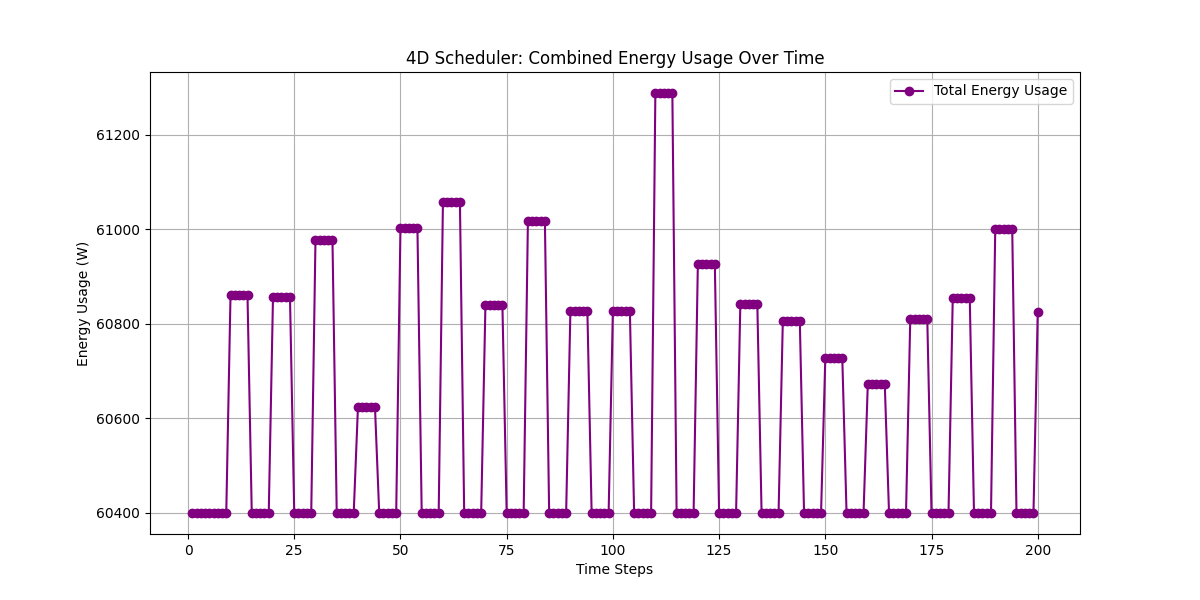 4D Scheduler: Combined Energy Usage Over Time
Total Energy Usage
Energy Usage (W)
61200
61000
60800
60600
60400
0 25 50 75 100 125 150 175 200
Time Steps